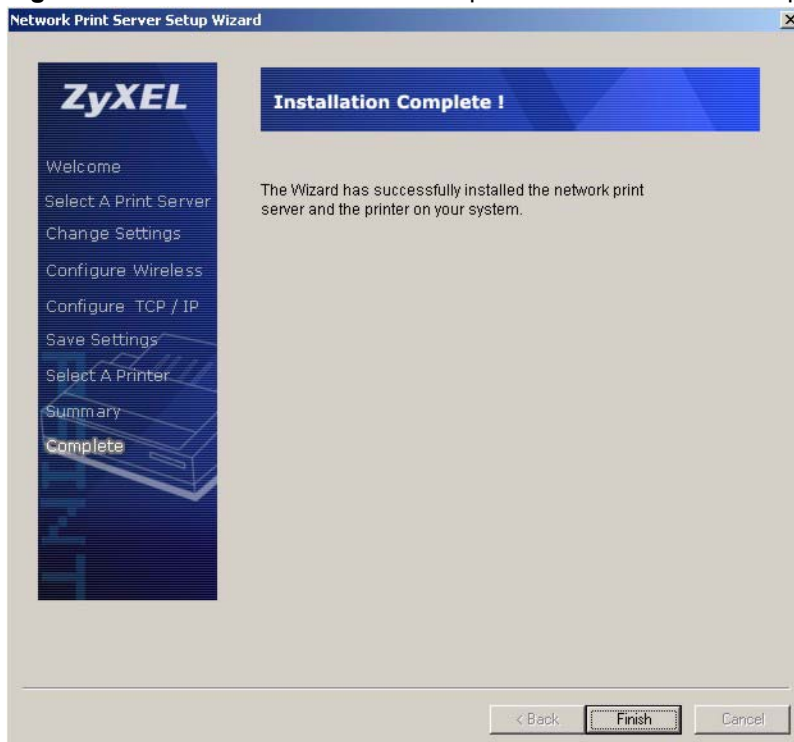 Network Print Server Setup Wizard
ZyXEL
Installation Complete !
Welcome
Select A Print Server
Change Settings
Configure Wireless
Configure TCP / IP
Save Settings
Select A Printer
Summary
Complete
PRINT
The Wizard has successfully installed the network print
server and the printer on your system.
< Back
Finish
Cancel